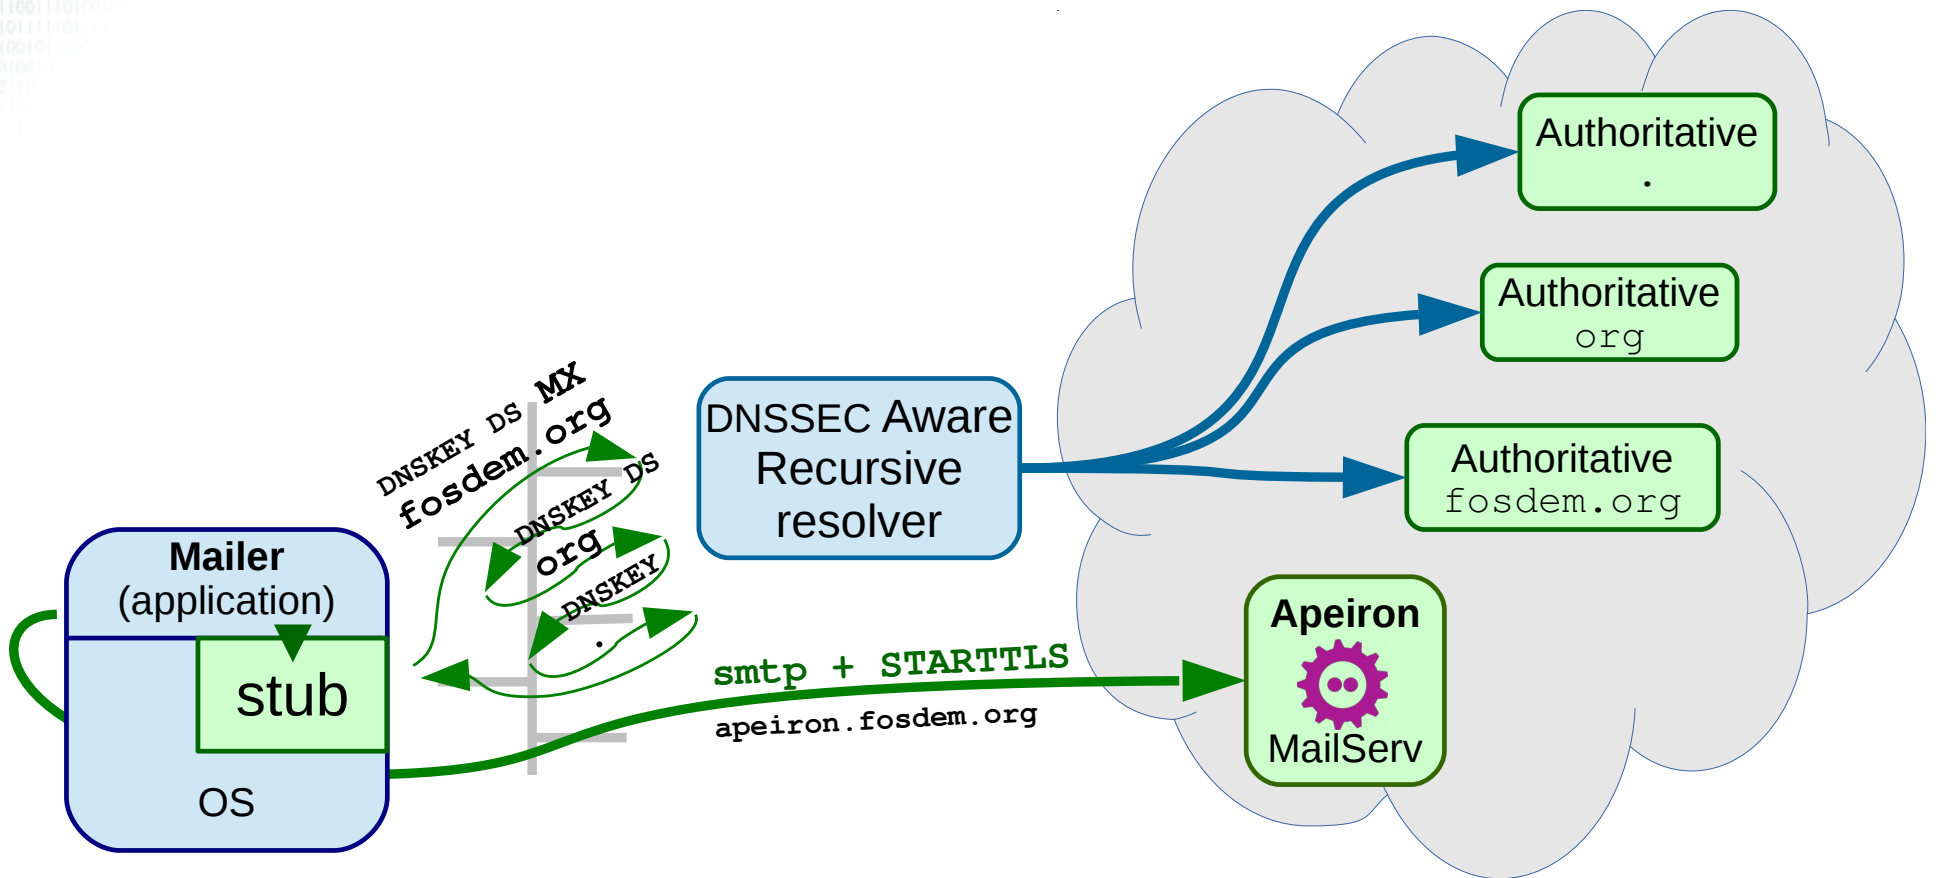 Authoritative
.
Authoritative
org
Authoritative
fosdem.org
DNSSEC Aware
Recursive
resolver
DNSKEY DS MX
fosdem.org
DNSKEY DS
org
DNSKEY
.
Mailer
(application)
stub
OS
smtp + STARTTLS
apeiron.fosdem.org
Apeiron
MailServ